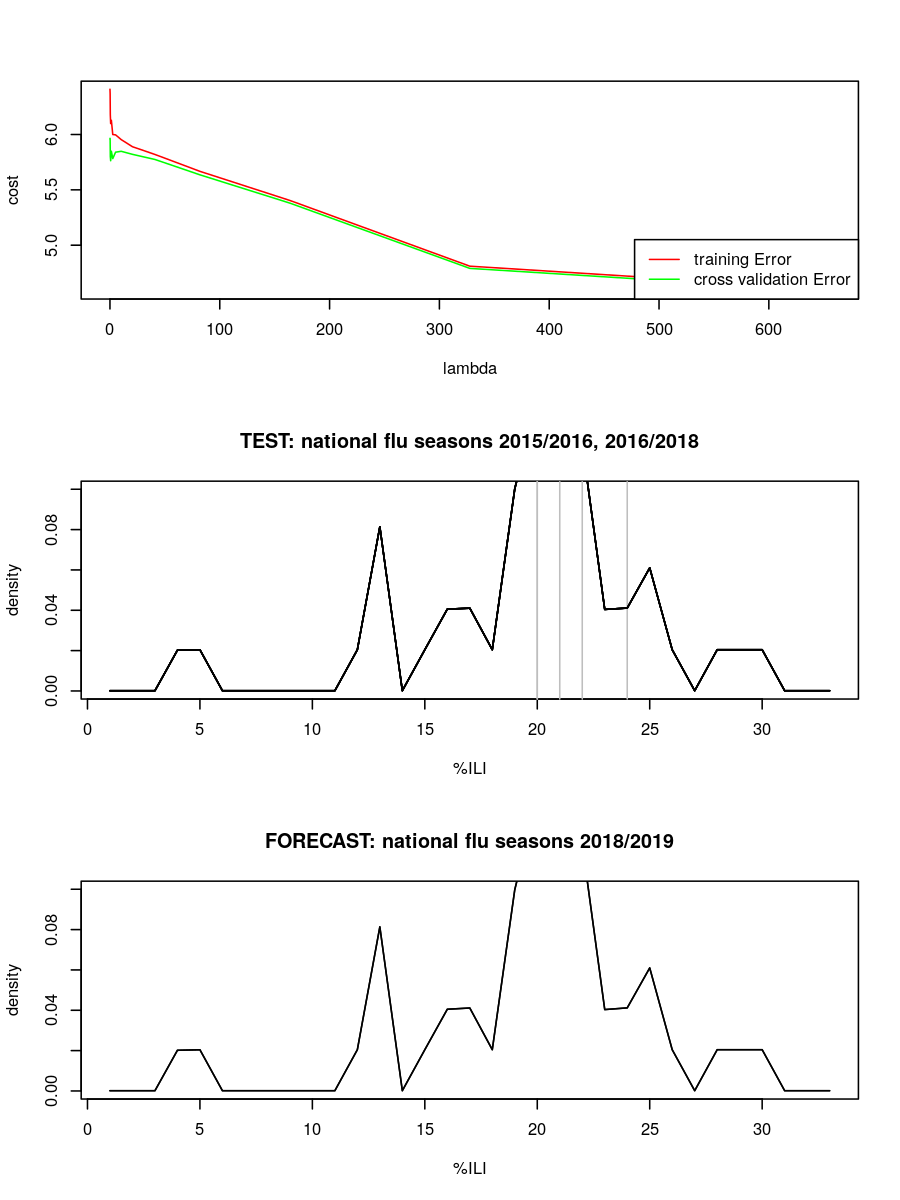 cost
6.0
5.5
5.0
training Error
cross validation Error
0 100 200 300 400 500 600
lambda
TEST: national flu seasons 2015/2016, 2016/2018
density
0.08
0.04
0.00
0 5 10 15 20 25 30
%ILI
FORECAST: national flu seasons 2018/2019
density
0.08
0.04
0.00
0 5 10 15 20 25 30
%ILI